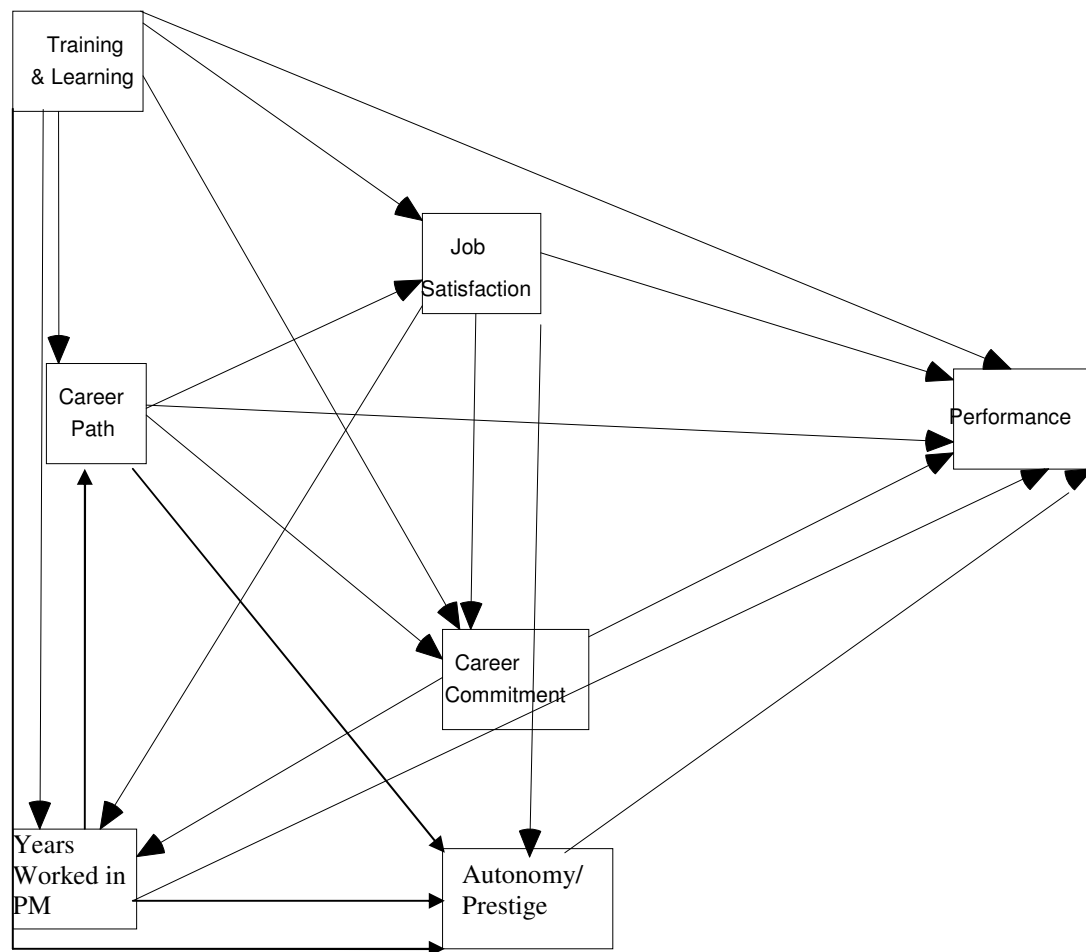 Training
& Learning
Job
Satisfaction
Career
Path
Performance
Career
Commitment
Years
Worked in
PM
Autonomy/
Prestige